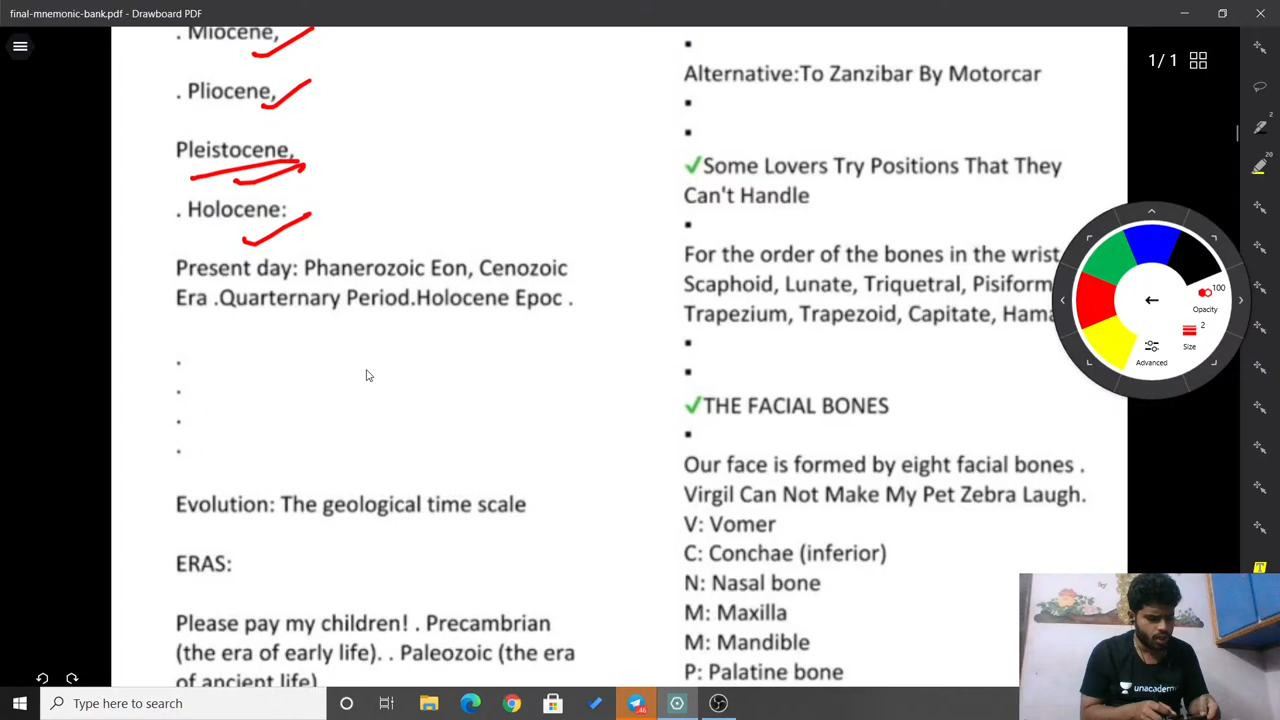 final-mnemonic-bank.pdf - Drawboard PDF
1/ 1
. Miocene,
. Pliocene,
Pleistocene,
. Holocene:
Present day: Phanerozoic Eon, Cenozoic
Era .Quarternary Period.Holocene Epoc .
.
.
.
.
Evolution: The geological time scale
ERAS:
Please pay my children! . Precambrian
(the era of early life). . Paleozoic (the era
of ancient life)
Alternative:To Zanzibar By Motorcar
✓Some Lovers Try Positions That They
Can't Handle
For the order of the bones in the wrist
Scaphoid, Lunate, Triquetral, Pisiform
Trapezium, Trapezoid, Capitate, Hama
✓THE FACIAL BONES
Our face is formed by eight facial bones .
Virgil Can Not Make My Pet Zebra Laugh.
V: Vomer
C: Conchae (inferior)
N: Nasal bone
M: Maxilla
M: Mandible
P: Palatine bone
100
Opacity
2
Size
Advanced
2
20
unacademy
Type here to search
46